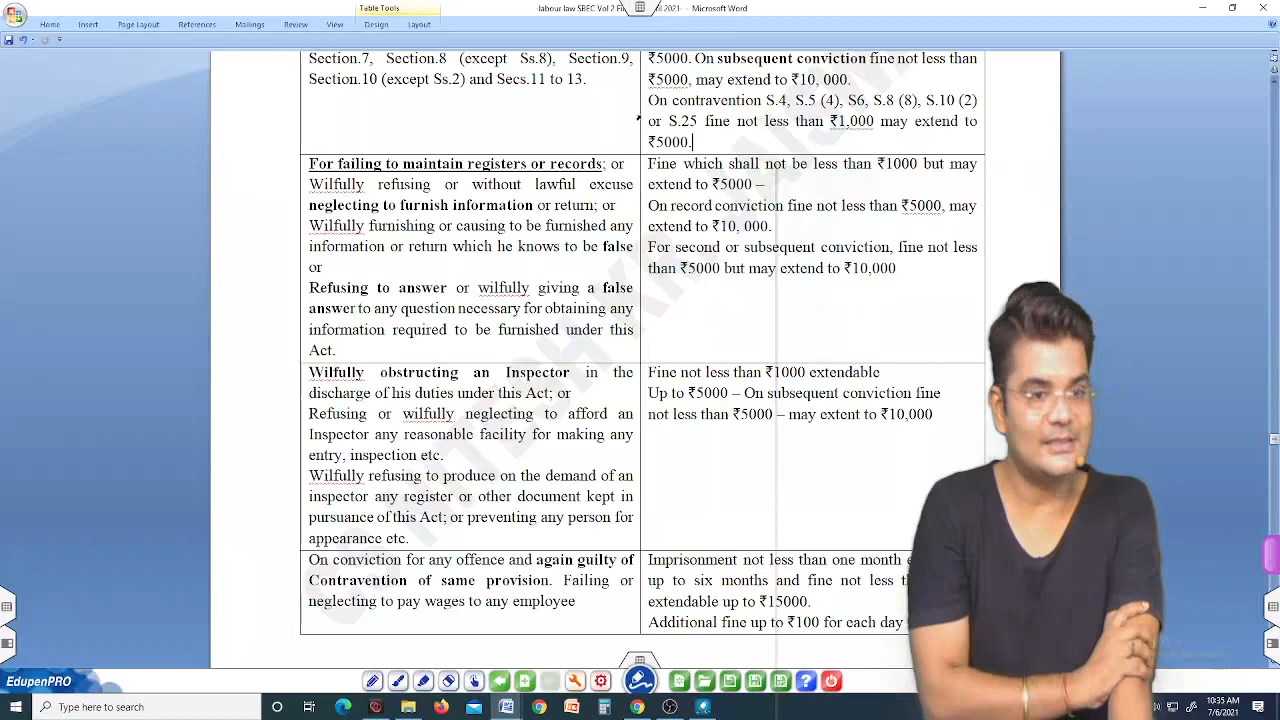 Table Tools
-labour law SBEC Vol 2 Fi
il 2021- - Microsoft Word
Home Insert Page Layout References Mailings Review View Design Layout
Section.7, Section.8 (except Ss.8), Section.9,
Section.10 (except Ss.2) and Secs.11 to 13.
₹5000. On subsequent conviction fine not less than
₹5000, may extend to ₹10, 000.
On contravention S.4, S.5 (4), S6, S.8 (8), S.10 (2)
or S.25 fine not less than ₹1,000 may extend to
₹5000.
For failing to maintain registers or records; or
Wilfully refusing or without lawful excuse
neglecting to furnish information or return; or
Wilfully furnishing or causing to be furnished any
information or return which he knows to be false
or
Refusing to answer or wilfully giving a false
answer to any question necessary for obtaining any
information required to be furnished under this
Act.
Fine which shall not be less than ₹1000 but may
extend to ₹5000 –
On record conviction fine not less than ₹5000, may
extend to ₹10, 000.
For second or subsequent conviction, fine not less
than ₹5000 but may extend to ₹10,000
Wilfully obstructing an Inspector in the
discharge of his duties under this Act; or
Refusing or wilfully neglecting to afford an
Inspector any reasonable facility for making any
entry, inspection etc.
Wilfully refusing to produce on the demand of an
inspector any register or other document kept in
pursuance of this Act; or preventing any person for
appearance etc.
Fine not less than ₹1000 extendable
Up to ₹5000 – On subsequent conviction fine
not less than ₹5000 – may extent to ₹10,000
On conviction for any offence and again guilty of
Contravention of same provision. Failing or
neglecting to pay wages to any employee
Imprisonment not less than one month
up to six months and fine not less
extendable up to ₹15000.
Additional fine up to ₹100 for each day
EdupenPRO
Type here to search
10:35 AM
7/6/2021